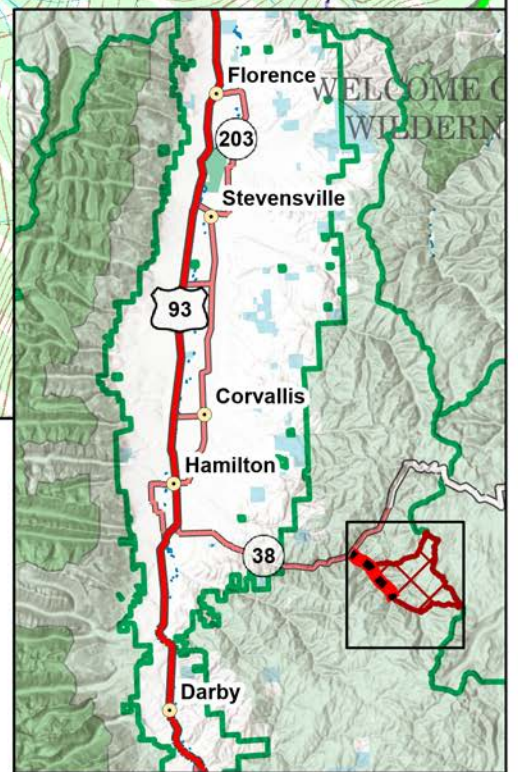 Florence
WELCOME C
WILDERN
203
Stevensville
93
Corvallis
Hamilton
38
Darby